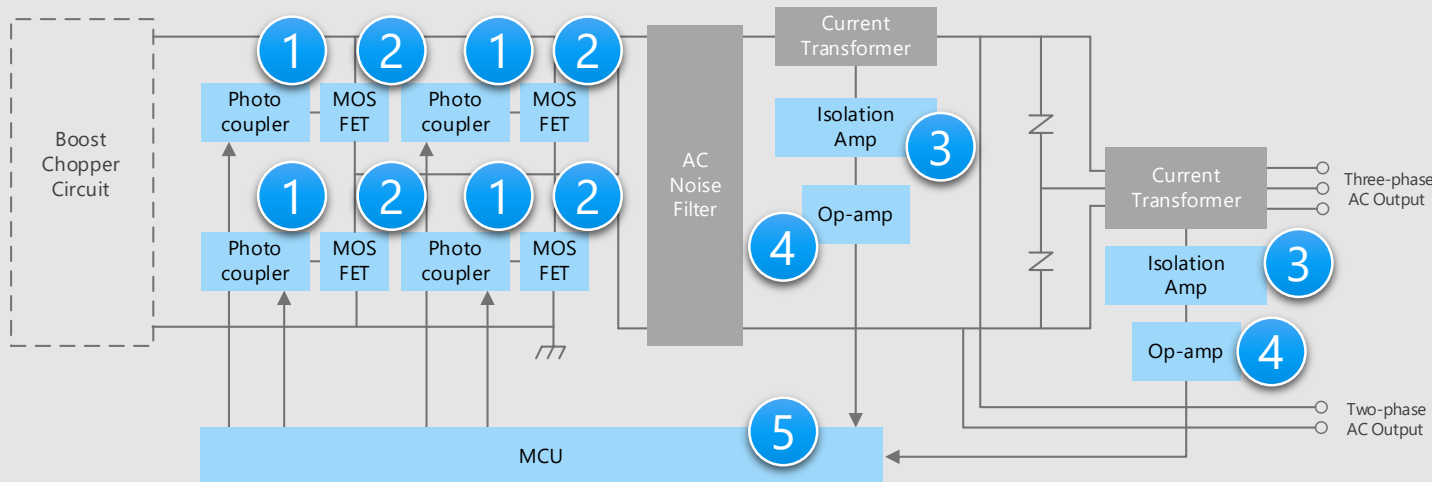 1
2
1
2
Current
Transformer
Photo
coupler
MOS
FET
Photo
coupler
MOS
FET
Boost
Chopper
Circuit
AC
Noise
Filter
Isolation
Amp
3
Current
Transformer
Three-phase
AC Output
1
2
1
2
Op-amp
4
Photo
coupler
MOS
FET
Photo
coupler
MOS
FET
Isolation
Amp
3
Op-amp
4
Two-phase
AC Output
5
MCU